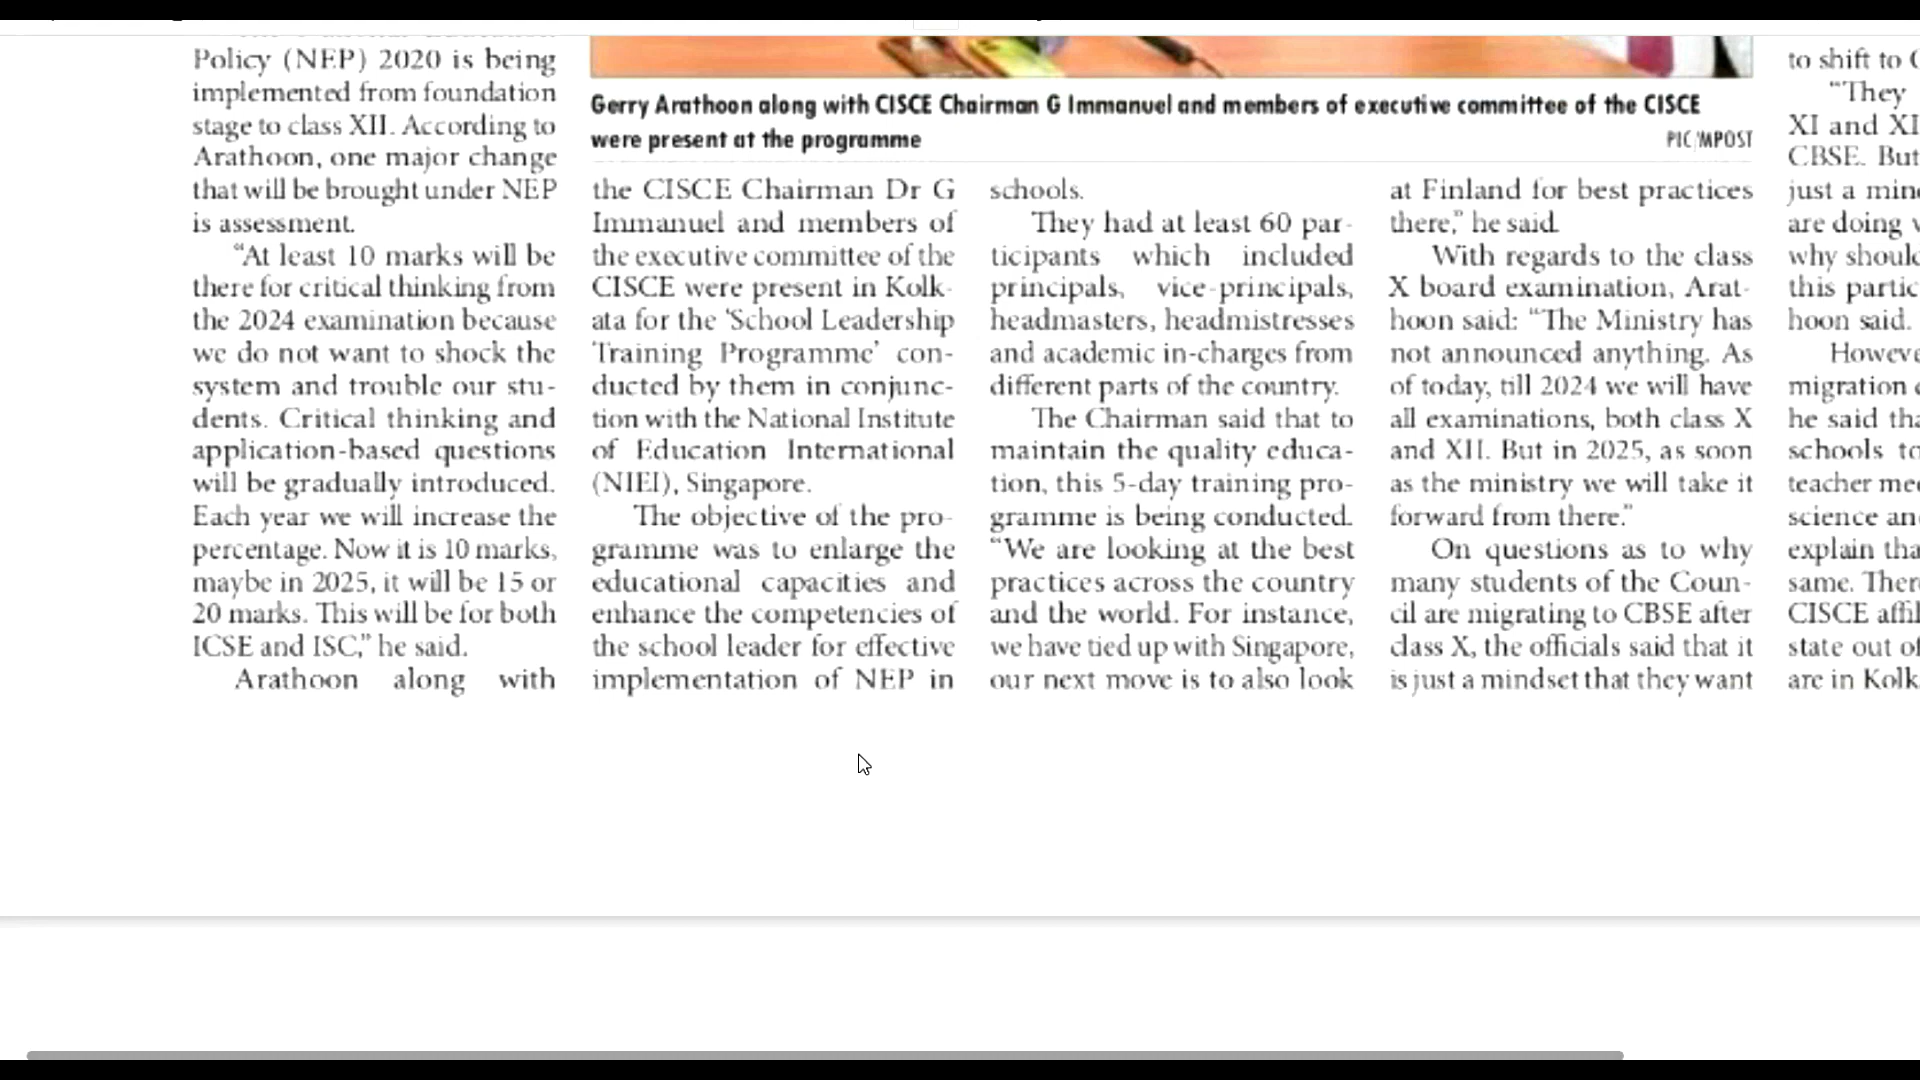 Policy (NEP) 2020 is being
implemented from foundation
stage to class XII. According to
Arathoon, one major change
that will be brought under NEP
is assessment.
“At least 10 marks will be
there for critical thinking from
the 2024 examination because
we do not want to shock the
system and trouble our stu-
dents. Critical thinking and
application-based questions
will be gradually introduced.
Each year we will increase the
percentage. Now it is 10 marks,
maybe in 2025, it will be 15 or
20 marks. This will be for both
ICSE and ISC,” he said.
Arathoon along with
Gerry Arathoon along with CISCE Chairman G Immanuel and members of executive committee of the CISCE
were present at the programme
PIC MPOST
the CISCE Chairman Dr G
Immanuel and members of
the executive committee of the
CISCE were present in Kolk-
ata for the ‘School Leadership
Training Programme’ con-
ducted by them in conjunc-
tion with the National Institute
of Education International
(NIEI), Singapore.
The objective of the pro-
gramme was to enlarge the
educational capacities and
enhance the competencies of
the school leader for effective
implementation of NEP in
schools.
They had at least 60 par-
ticipants which included
principals, vice-principals,
headmasters, headmistresses
and academic in-charges from
different parts of the country.
The Chairman said that to
maintain the quality educa-
tion, this 5-day training pro-
gramme is being conducted.
“We are looking at the best
practices across the country
and the world. For instance,
we have tied up with Singapore,
our next move is to also look
at Finland for best practices
there,” he said.
With regards to the class
X board examination, Arat-
hoon said: “The Ministry has
not announced anything. As
of today, till 2024 we will have
all examinations, both class X
and XII. But in 2025, as soon
as the ministry we will take it
forward from there.”
On questions as to why
many students of the Coun-
cil are migrating to CBSE after
class X, the officials said that it
is just a mindset that they want
to shift to
“They
XI and XI
CBSE. But
just a
are doing
why
this
hoon said.

migration
he said
schools
teacher
science
explain
same.
CISCE
state out
are in